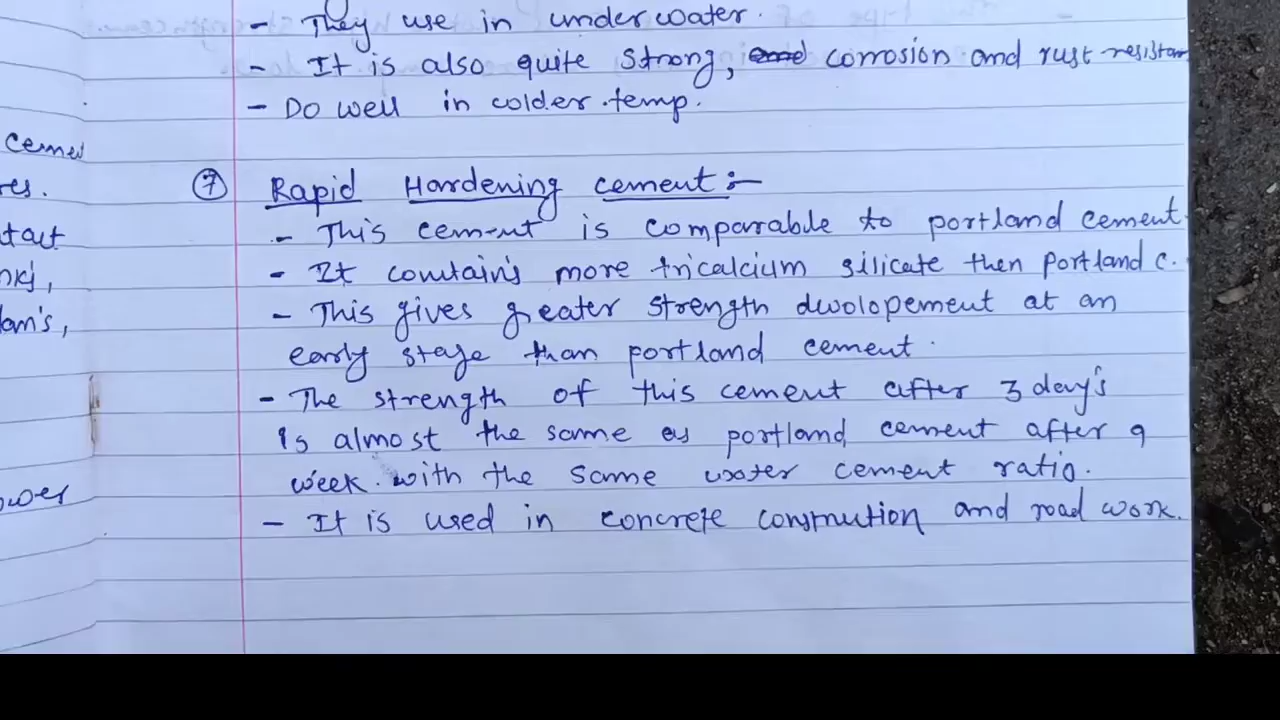 - They use in underwater.
- It is also quite strong, corrosion and rust resistan
- Do well in colder temp.
cemen
res.
⑦ Rapid Hardening cement :-
- This cement is comparable to portland cement
- It contain's more tricalcium silicate then portland c.
- This gives greater strength dvolopement at an
early stage than portland cement.
- The strength of this cement after 3 day's
is almost the same as portland cement after a
week with the same water cement ratio.
- It is used in concrete constrution and road work.